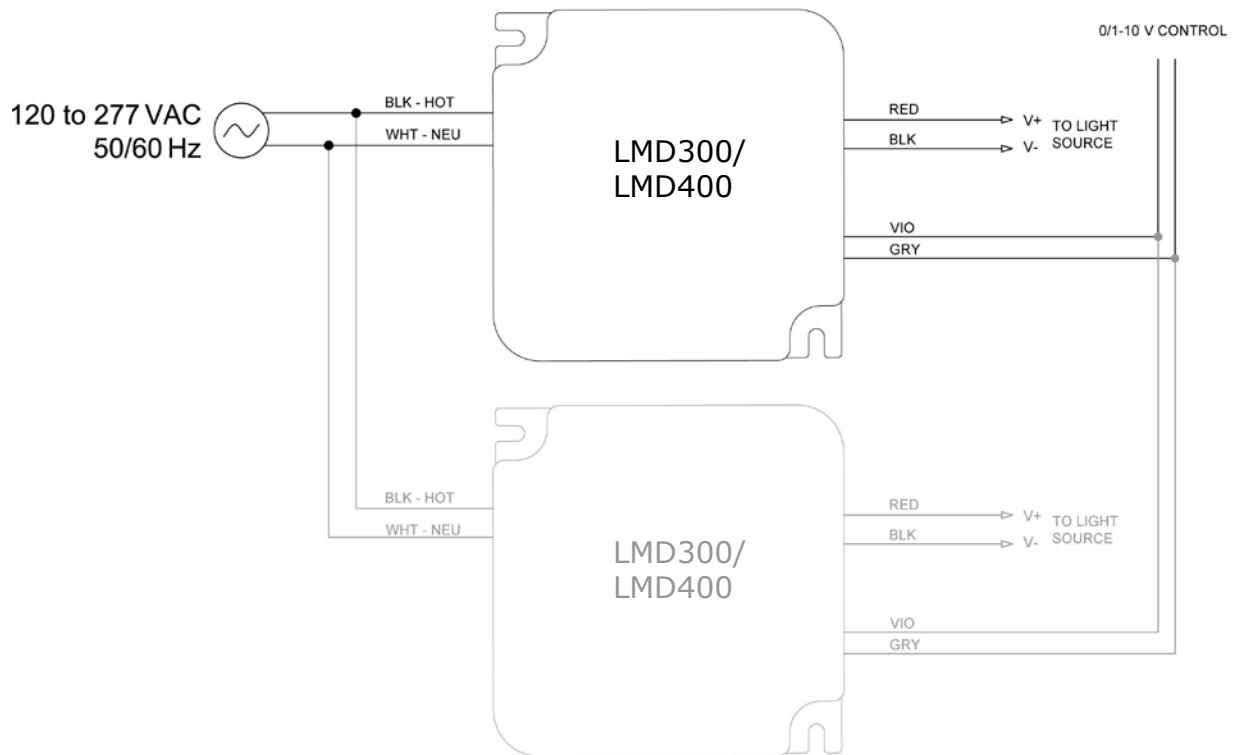 0/1-10 V CONTROL
120 to 277 VAC
50/60 Hz
BLK - HOT
WHT - NEU
LMD300/
LMD400
RED
BLK
V+
V-
TO LIGHT
SOURCE
VIO
GRY
BLK - HOT
WHT - NEU
LMD300/
LMD400
RED
BLK
V+
V-
TO LIGHT
SOURCE
VIO
GRY